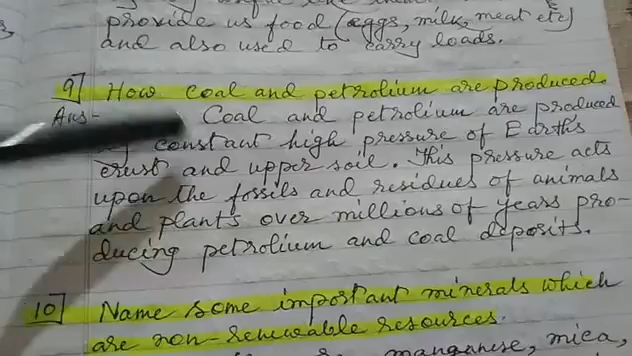 provide us food (eggs, milk, meat etc)
and also used to carry loads.
9] How coal and petrolium are produced.
Ans- Coal and petrolium are produced
constant high pressure of Earth's
crust and upper soil. This pressure acts
upon the fossils and residues of animals
and plants over millions of years pro-
ducing petrolium and coal deposits.
10] Name some important minerals which
are non-renewable resources.
manganese, mica,